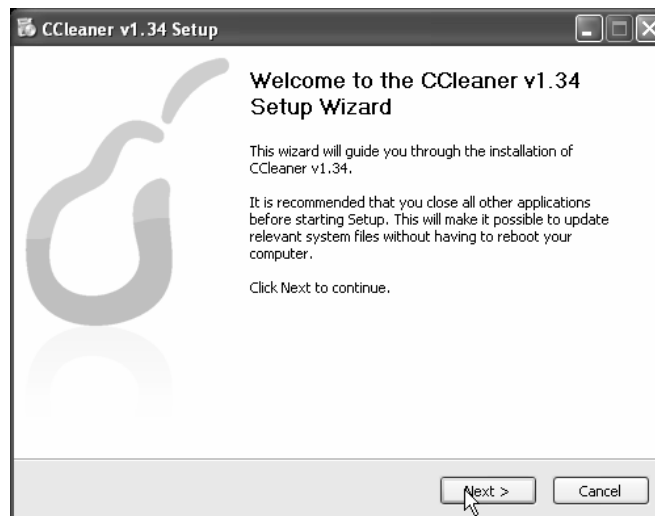 CCleaner v1.34 Setup
Welcome to the CCleaner v1.34
Setup Wizard
This wizard will guide you through the installation of
CCleaner v1.34.
It is recommended that you close all other applications
before starting Setup. This will make it possible to update
relevant system files without having to reboot your
computer.
Click Next to continue.
Next >
Cancel